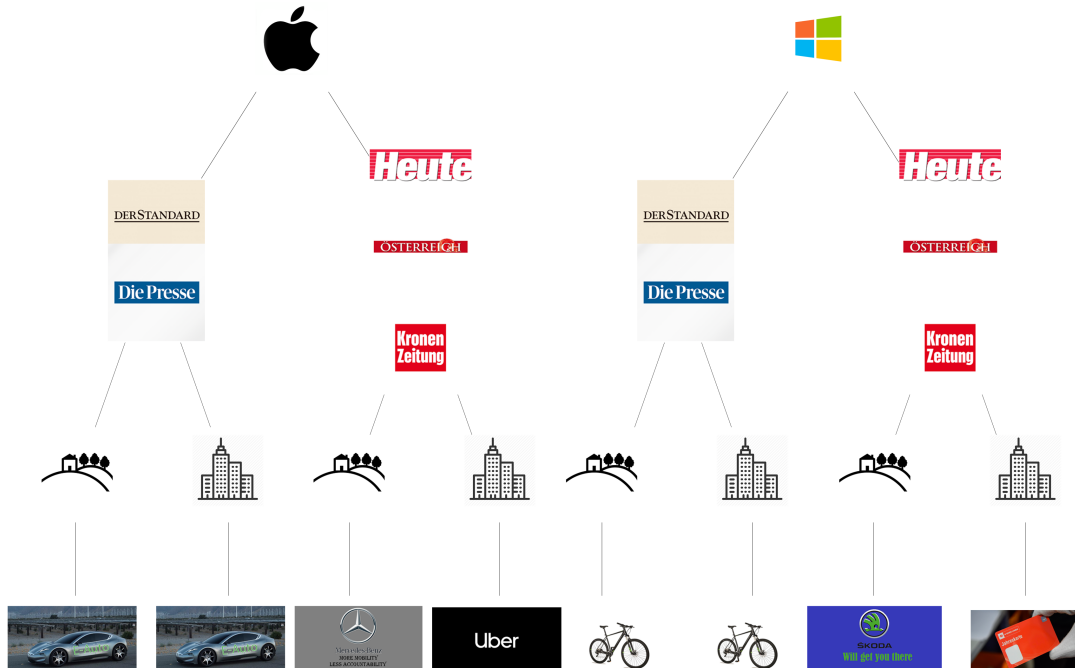 Heute
Heute
DERSTANDARD
DERSTANDARD
ÖSTERREICH
ÖSTERREICH
Die Presse
Die Presse
Kronen
Zeitung
Kronen
Zeitung
Mercedes-Benz
MORE MOBILITY
LESS ACCOUNTABILITY
Uber
SKODA
Will get you there